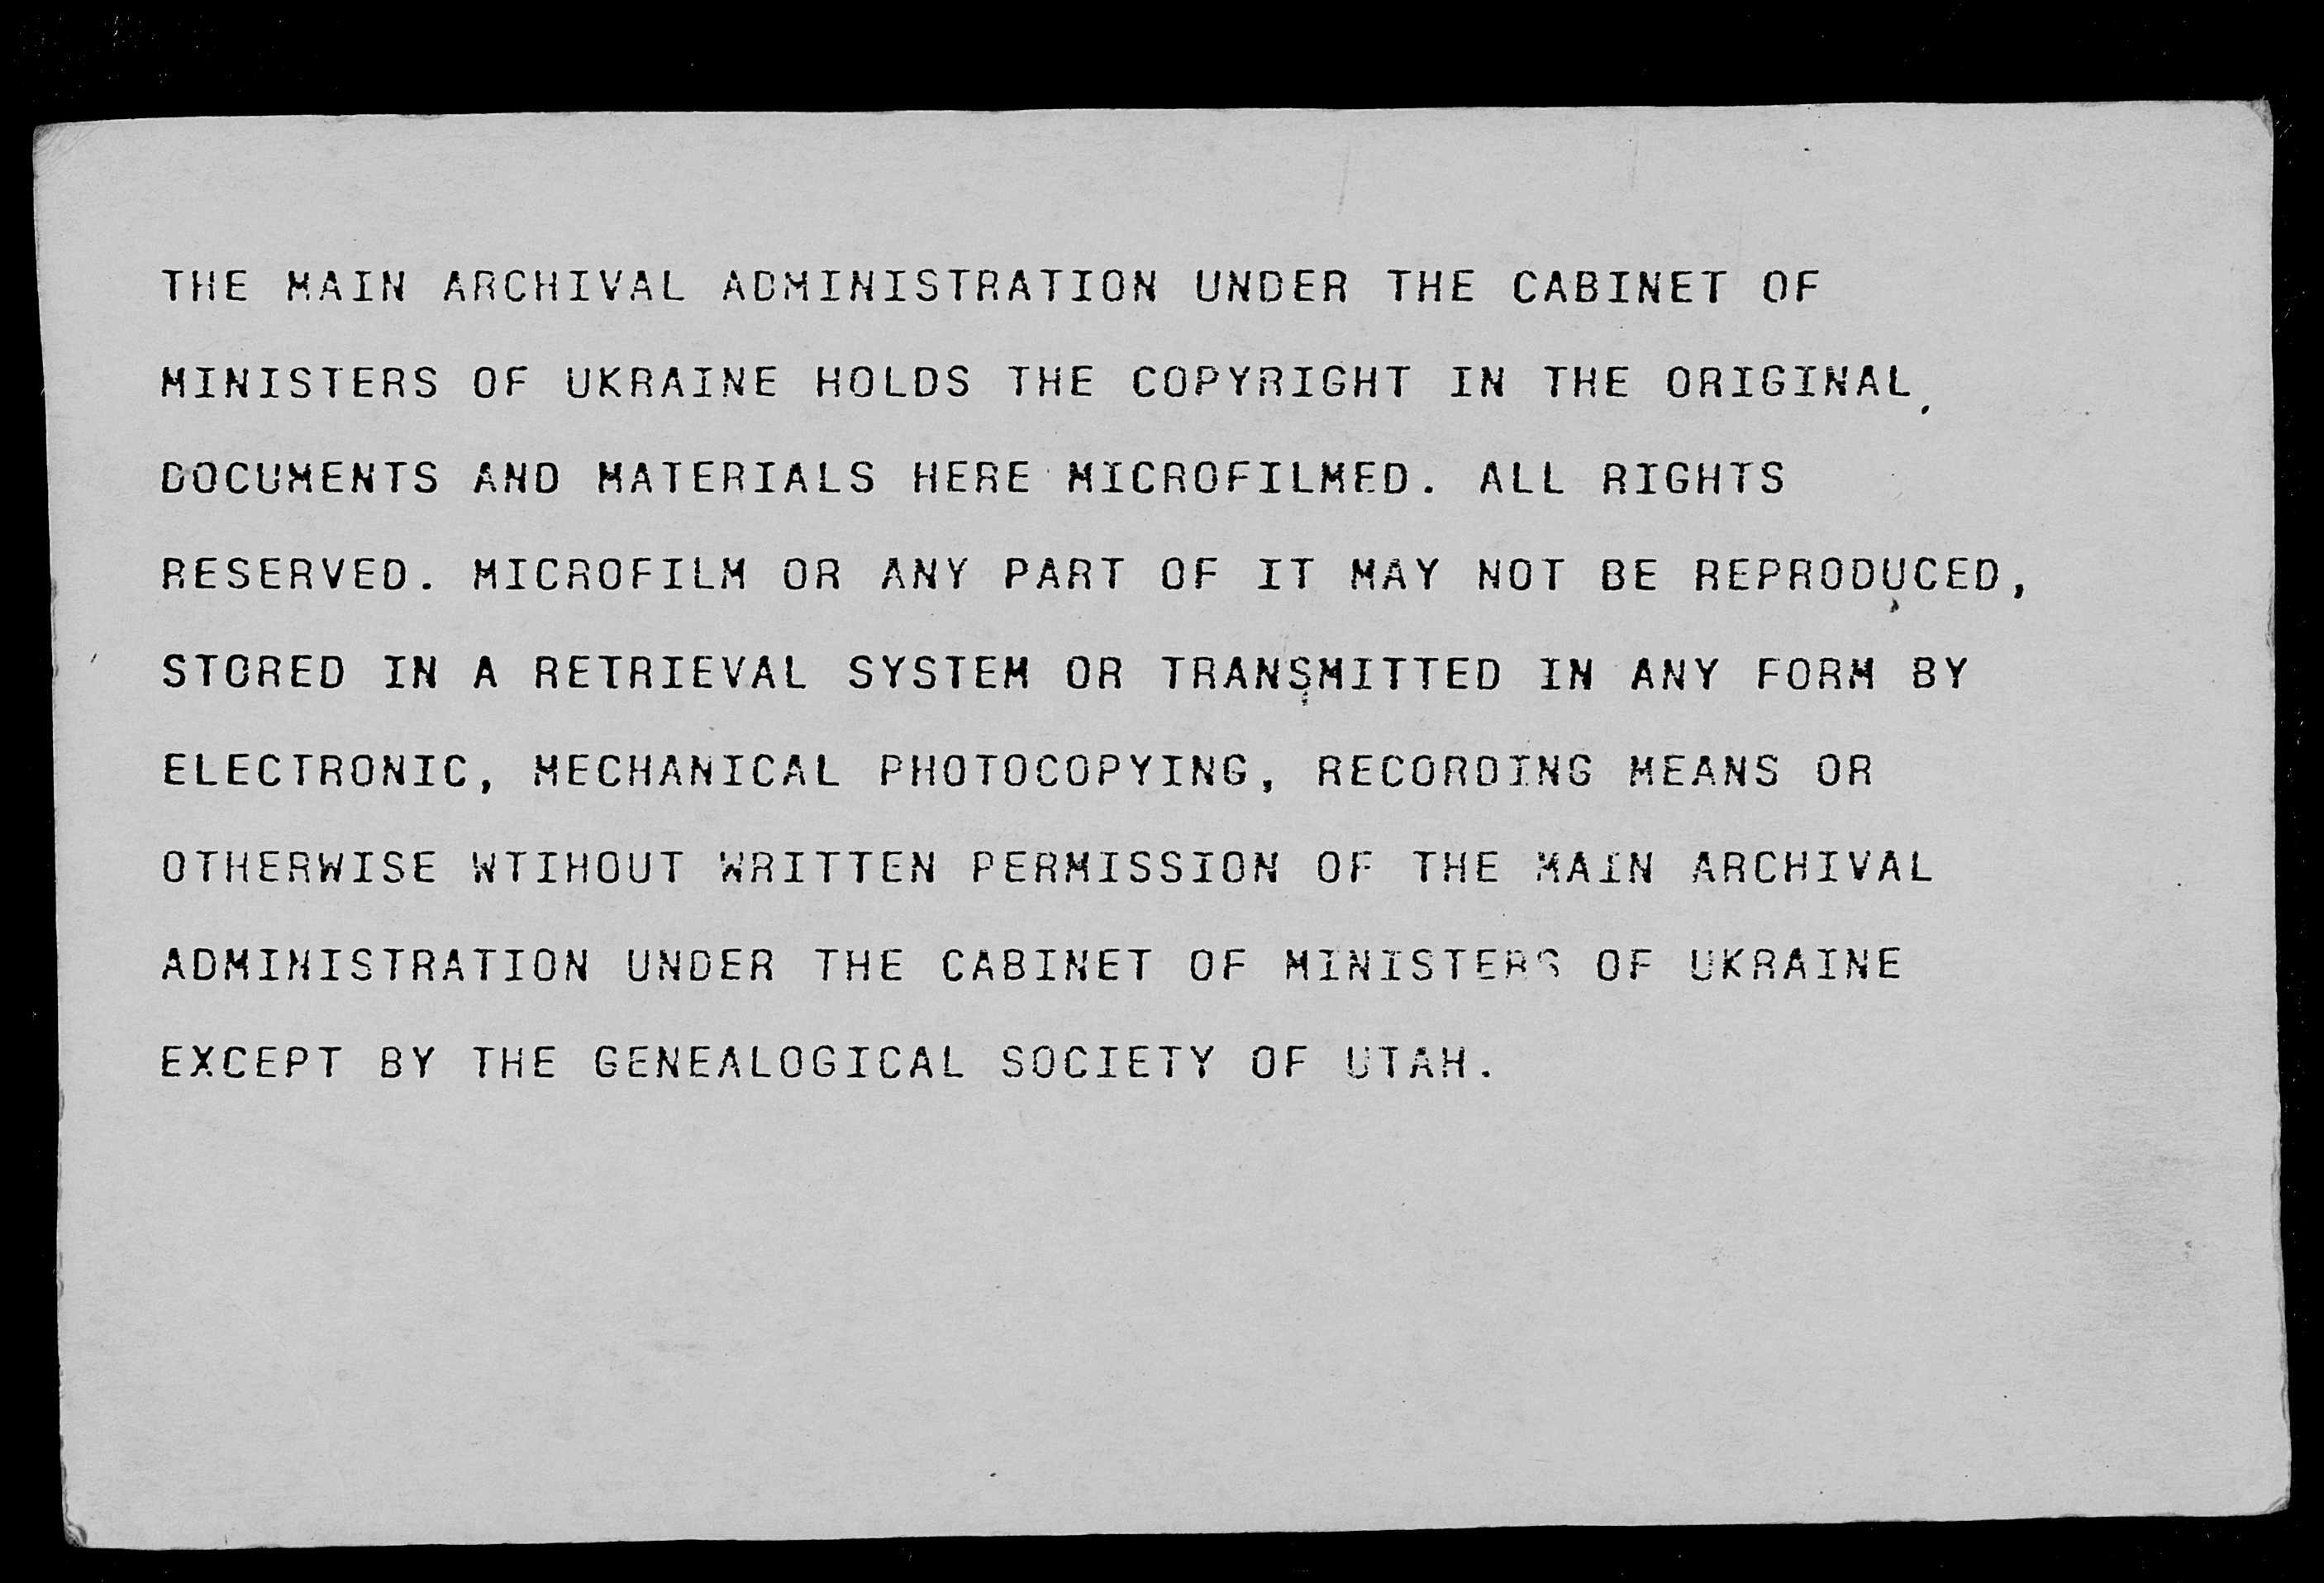 THE MAIN ARCHIVAL ADMINISTRATION UNDER THE CABINET OF
MINISTERS OF UKRAINE HOLDS THE COPYRIGHT IN THE ORIGINAL
DOCUMENTS AND MATERIALS HERE MICROFILMED. ALL RIGHTS
RESERVED. MICROFILM OR ANY PART OF IT MAY NOT BE REPRODUCED,
STORED IN A RETRIEVAL SYSTEM OR TRANSMITTED IN ANY FORM BY
ELECTRONIC, MECHANICAL PHOTOCOPYING, RECORDING MEANS OR
OTHERWISE WTIHOUT WRITTEN PERMISSION OF THE MAIN ARCHIVAL
ADMINISTRATION UNDER THE CABINET OF MINISTERS OF UKRAINE
EXCEPT BY THE GENEALOGICAL SOCIETY OF UTAH.